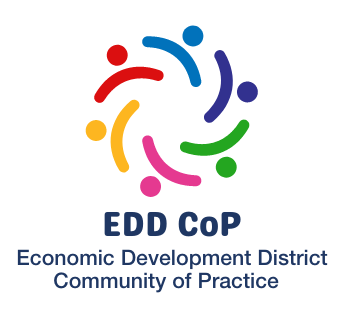 EDD CoP
Economic Development District
Community of Practice